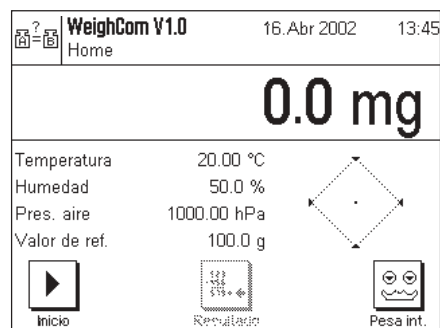 A ?= B
WeighCom V1.0 16.Abr 2002 13:45
Home
0.0 mg
Temperatura 20.00 °C
Humedad 50.0 %
Pres. aire 1000.00 hPa
Valor de ref. 100.0 g
Inicio Resultado Pesa int.